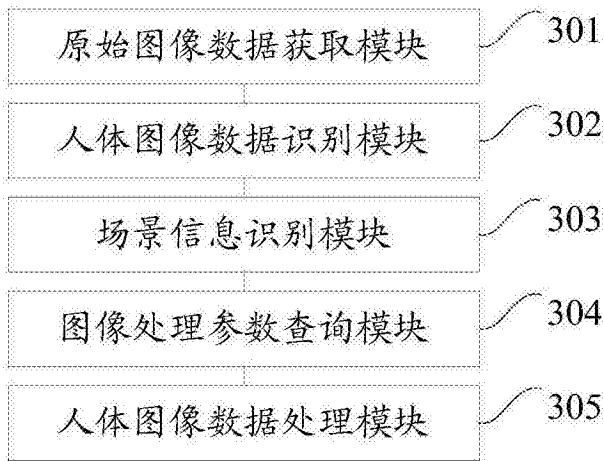 原始图像数据获取模块 301
人体图像数据识别模块 302
场景信息识别模块 303
图像处理参数查询模块 304
人体图像数据处理模块 305